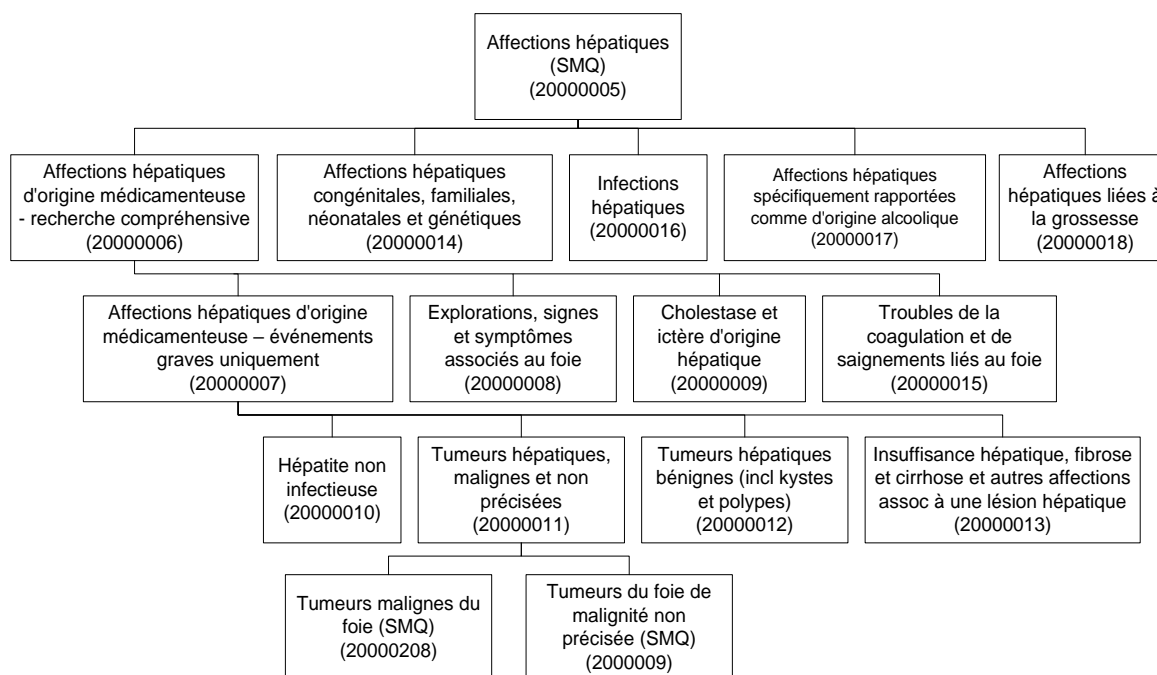 Affections hépatiques
(SMQ)
(20000005)
Affections hépatiques
d'origine médicamenteuse
- recherche compréhensive
(20000006)
Affections hépatiques
congénitales, familiales,
néonatales et génétiques
(20000014)
Infections
hépatiques
(20000016)
Affections hépatiques
spécifiquement rapportées
comme d'origine alcoolique
(20000017)
Affections
hépatiques liées à
la grossesse
(20000018)
Affections hépatiques d'origine
médicamenteuse – événements
graves uniquement
(20000007)
Explorations, signes
et symptômes
associés au foie
(20000008)
Cholestase et
ictère d'origine
hépatique
(20000009)
Troubles de la
coagulation et de
saignements liés au foie
(20000015)
Hépatite non
infectieuse
(20000010)
Tumeurs hépatiques,
malignes et non
précisées
(20000011)
Tumeurs hépatiques
bénignes (incl kystes
et polypes)
(20000012)
Insuffisance hépatique, fibrose
et cirrhose et autres affections
assoc à une lésion hépatique
(20000013)
Tumeurs malignes du
foie (SMQ)
(20000208)
Tumeurs du foie de
malignité non
précisée (SMQ)
(2000009)